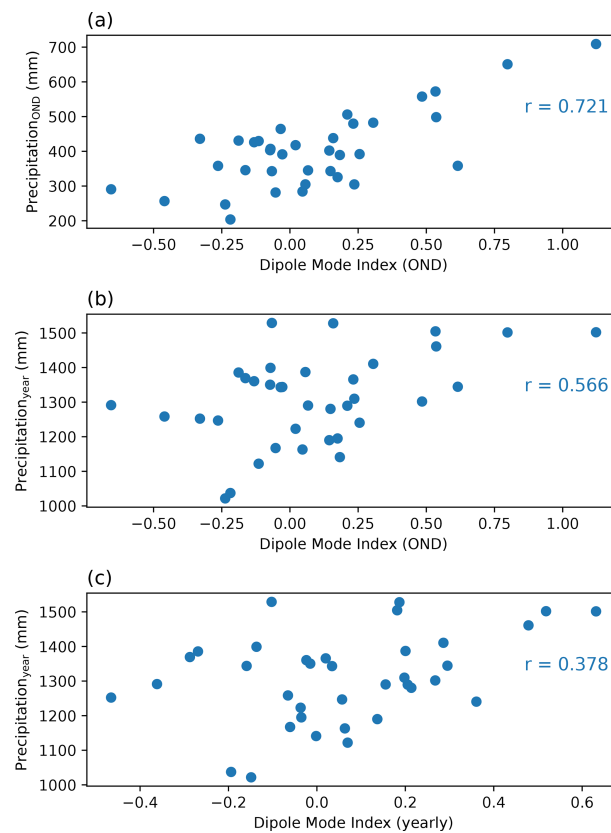 (a)
700
600
500
400
300
200
Precipitation_OND (mm)
r = 0.721
−0.50 −0.25 0.00 0.25 0.50 0.75 1.00
Dipole Mode Index (OND)
(b)
1500
1400
1300
1200
1100
1000
Precipitation_year (mm)
r = 0.566
−0.50 −0.25 0.00 0.25 0.50 0.75 1.00
Dipole Mode Index (OND)
(c)
1500
1400
1300
1200
1100
1000
Precipitation_year (mm)
r = 0.378
−0.4 −0.2 0.0 0.2 0.4 0.6
Dipole Mode Index (yearly)